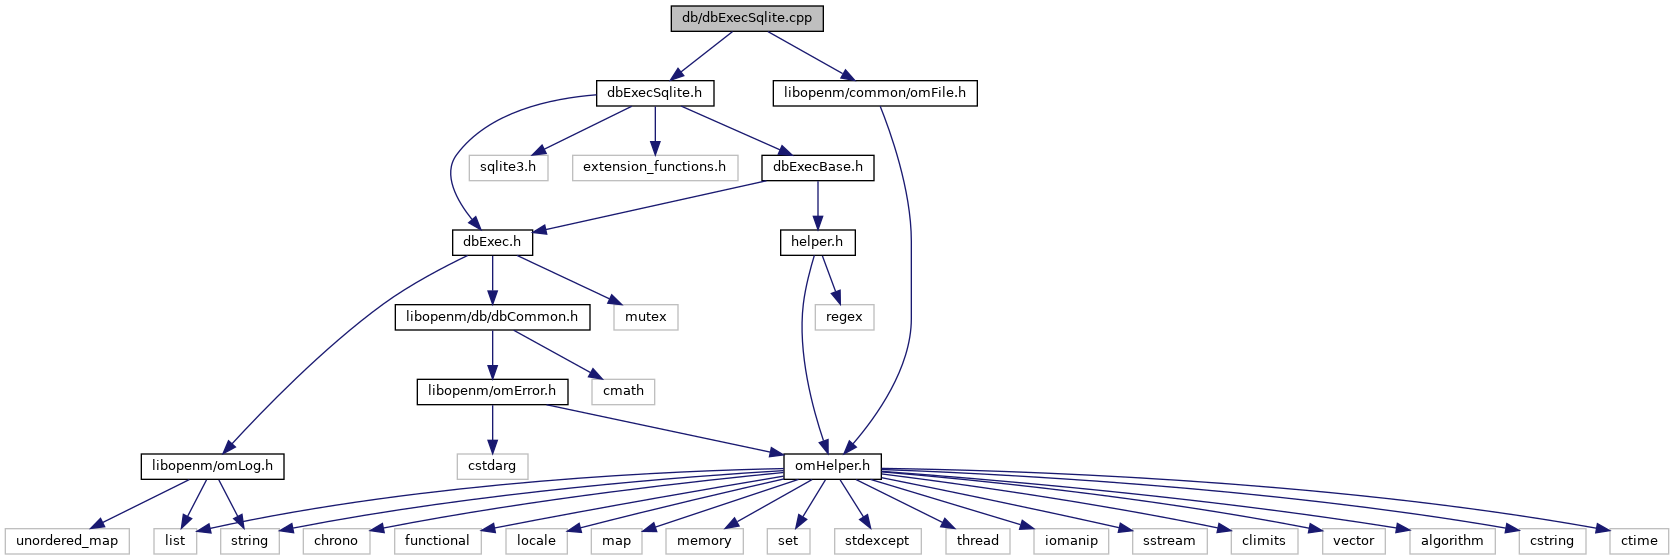 db/dbExecSqlite.cpp
dbExecSqlite.h
libopenm/common/omFile.h
sqlite3.h
extension_functions.h
dbExecBase.h
dbExec.h
helper.h
libopenm/db/dbCommon.h
mutex
regex
libopenm/omError.h
cmath
libopenm/omLog.h
cstdarg
omHelper.h
unordered_map
list
string
chrono
functional
locale
map
memory
set
stdexcept
thread
iomanip
sstream
climits
vector
algorithm
cstring
ctime